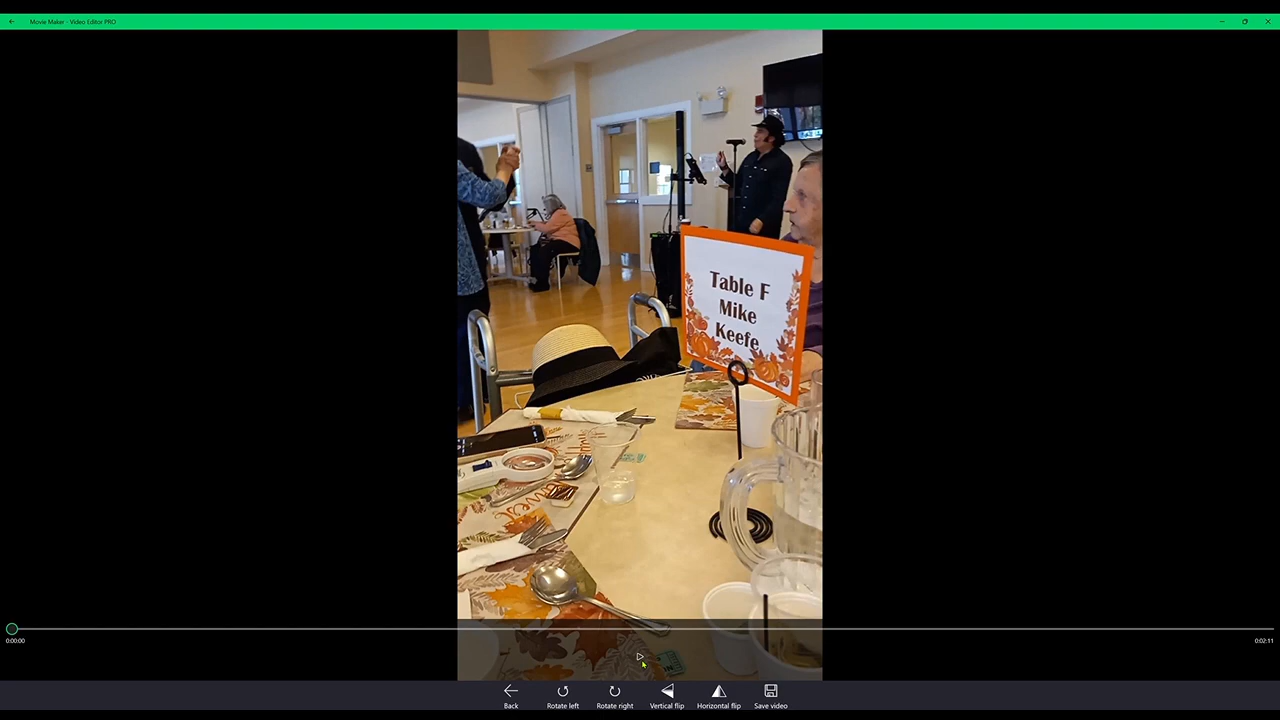 Movie Maker - Video Editor PRO
Table F
Mike
Keefe
0:00:00
0:02:11
Back
Rotate left
Rotate right
Vertical flip
Horizontal flip
Save video